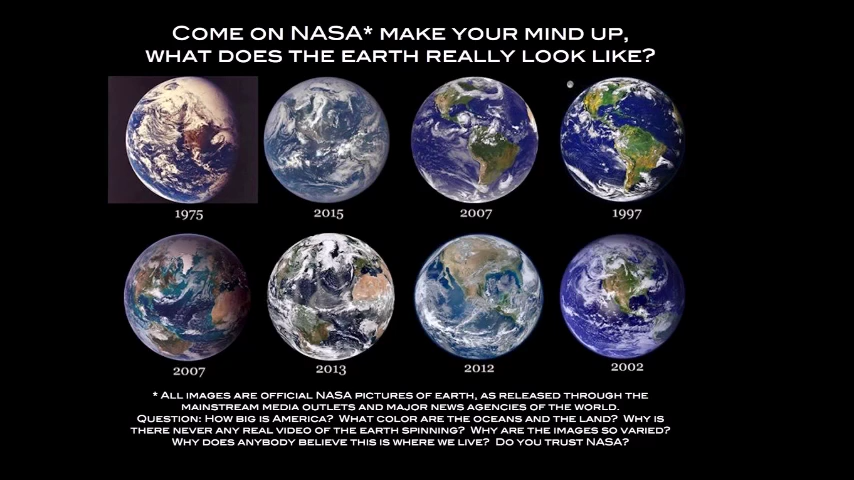 Come on NASA* make your mind up,
what does the earth really look like?
1975
2015
2007
1997
2007
2013
2012
2002
* All images are official NASA pictures of earth, as released through the
mainstream media outlets and major news agencies of the world.
Question: How big is America? What color are the oceans and the land? Why is
there never any real video of the earth spinning? Why are the images so varied?
Why does anybody believe this is where we live? Do you trust NASA?